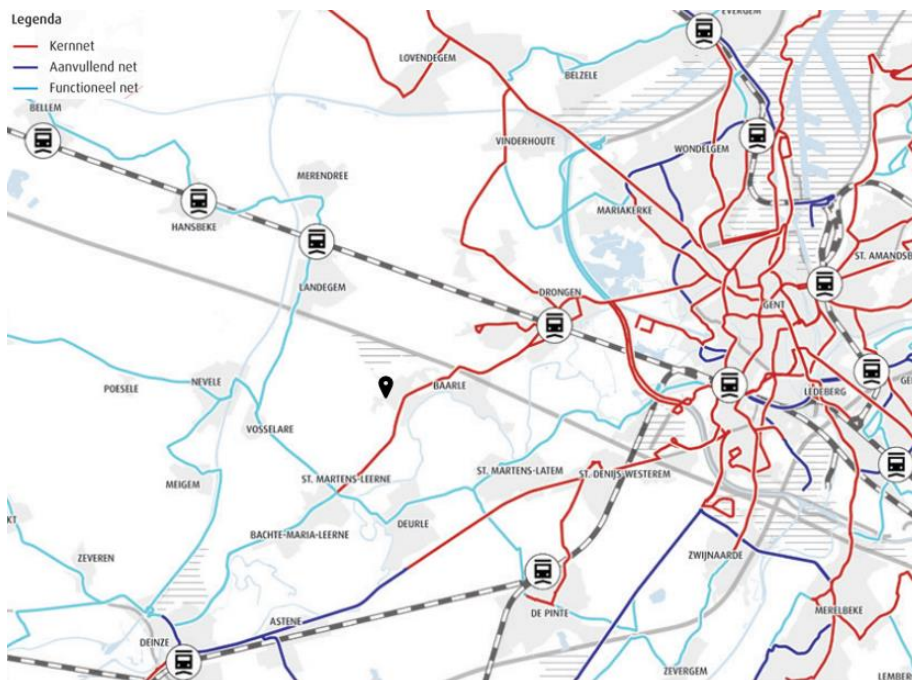 Legenda
Kernnet
Aanvullend net
Functioneel net
EVERGEM
LOVENDEGEM
BELZELE
BELLEM
VINDERHOUTE
WONDELGEM
MERENDREE
MARIAKERKE
HANSBEKE
ST. AMANDSB
LANDEGEM
DRONGEN
GENT
POESELE
NEVELE
BAARLE
LEDEBERG
GE
VOSSELARE
ST. MARTENS-LATEM
ST. DENIJS-WESTEREM
MEIGEM
ST. MARTENS-LEERNE
KT
DEURLE
BACHTE-MARIA-LEERNE
ZEVEREN
ZWIJNAARDE
DE PINTE
MERELBEKE
ASTENE
DEINZE
ZEVERGEM
LEMBER